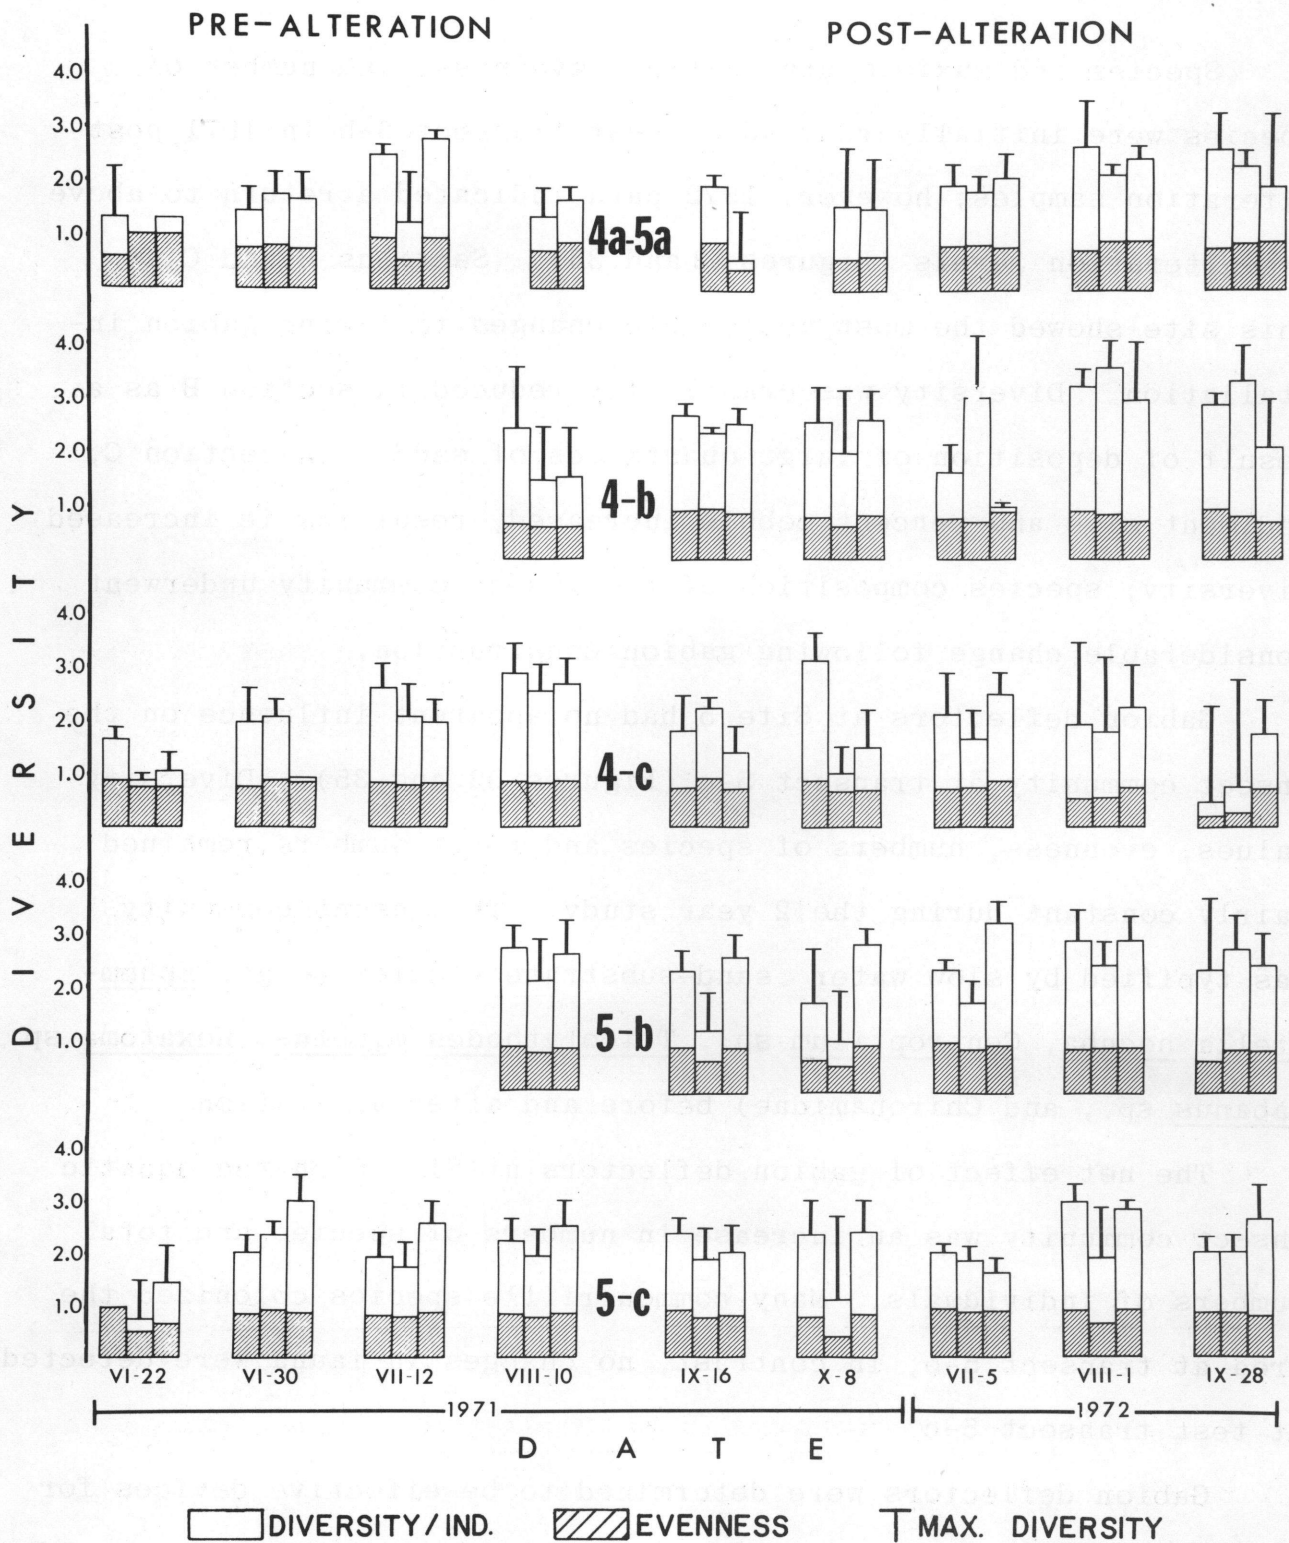 PRE-ALTERATION POST-ALTERATION
4.0
3.0
2.0
1.0
4a-5a
4.0
3.0
2.0
1.0
4-b
4.0
3.0
2.0
1.0
4-c
4.0
3.0
2.0
1.0
5-b
4.0
3.0
2.0
1.0
5-c
DIVERSITY
VI-22 VI-30 VII-12 VIII-10 IX-16 X-8 VII-5 VIII-1 IX-28
1971 1972
DATE
DIVERSITY/IND. EVENNESS MAX. DIVERSITY